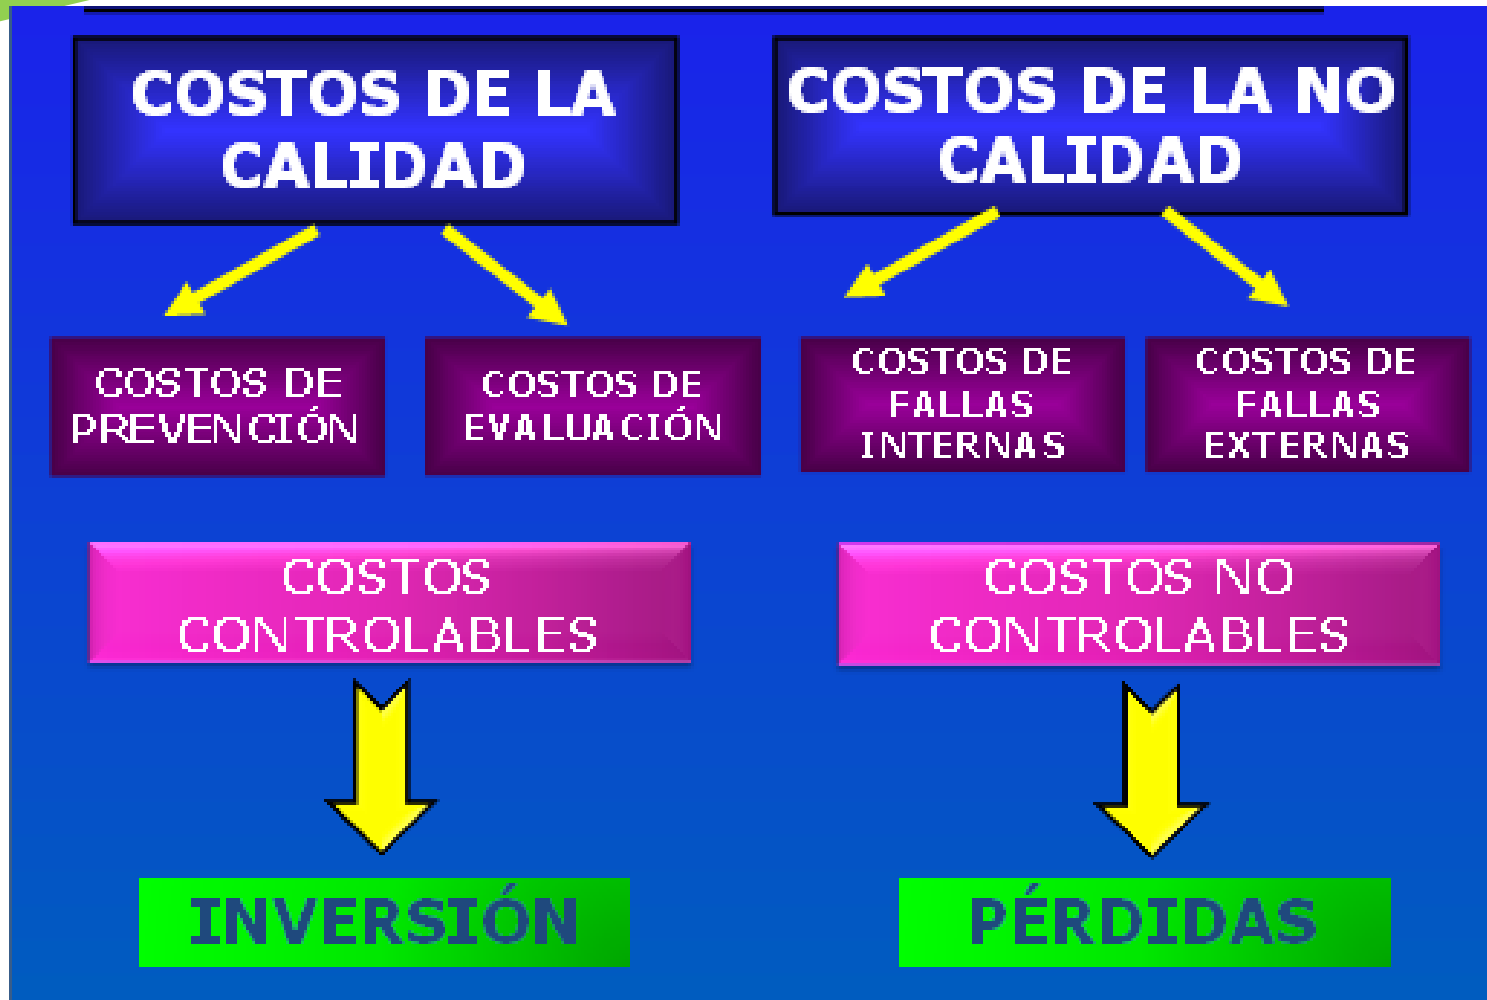 COSTOS DE LA
CALIDAD
COSTOS DE LA NO
CALIDAD
COSTOS DE
PREVENCIÓN
COSTOS DE
EVALUACIÓN
COSTOS DE
FALLAS
INTERNAS
COSTOS DE
FALLAS
EXTERNAS
COSTOS
CONTROLABLES
COSTOS NO
CONTROLABLES
INVERSIÓN
PÉRDIDAS